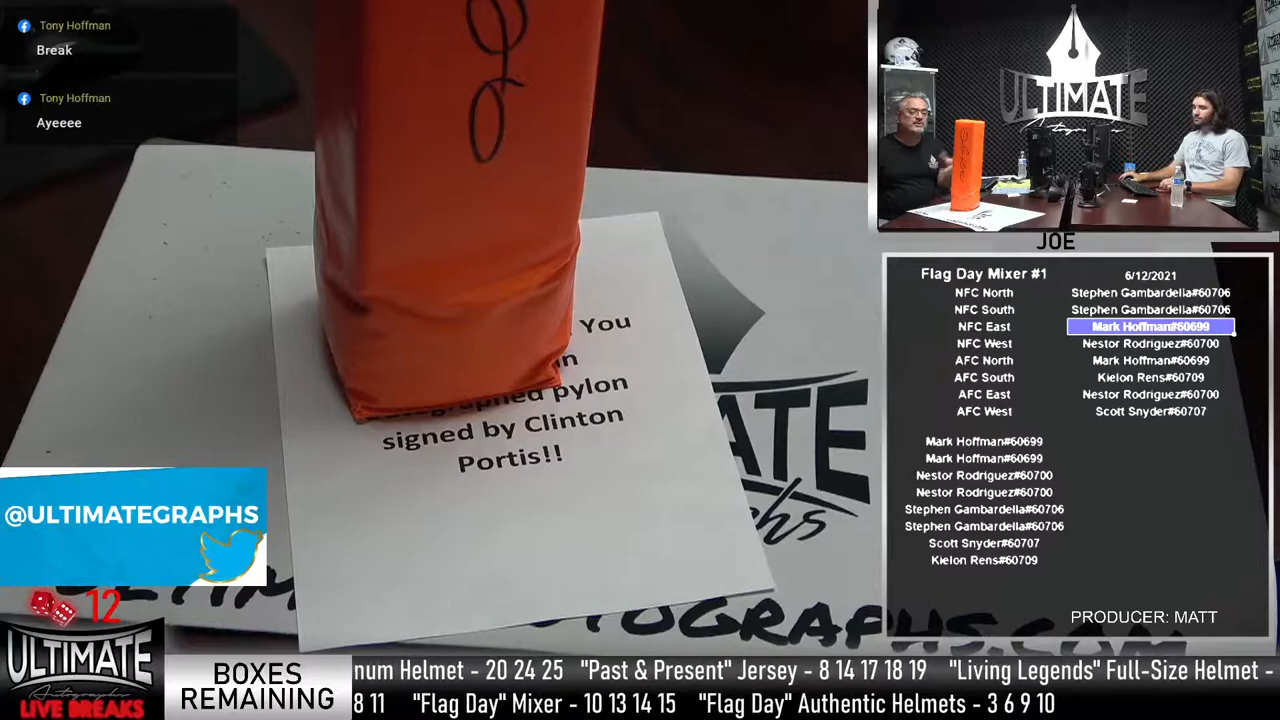 Tony Hoffman
Break
Tony Hoffman
Ayeeee
You
pylon
signed by Clinton
Portis!!
ULTIMATE
Autographs
JOE
Flag Day Mixer #1 6/12/2021
NFC North Stephen Gambardella#60706
NFC South Stephen Gambardella#60706
NFC East Mark Hoffman#60699
NFC West Nestor Rodriguez#60700
AFC North Mark Hoffman#60699
AFC South Kielon Rens#60709
AFC East Nestor Rodriguez#60700
AFC West Scott Snyder#60707
Mark Hoffman#60699
Mark Hoffman#60699
Nestor Rodriguez#60700
Nestor Rodriguez#60700
Stephen Gambardella#60706
Stephen Gambardella#60706
Scott Snyder#60707
Kielon Rens#60709
PRODUCER: MATT
@ULTIMATEGRAPHS
12
ULTIMATE
Autographs
LIVE BREAKS
BOXES
REMAINING
num Helmet - 20 24 25 "Past & Present" Jersey - 8 14 17 18 19 "Living Legends" Full-Size Helmet -
8 11 "Flag Day" Mixer - 10 13 14 15 "Flag Day" Authentic Helmets - 3 6 9 10